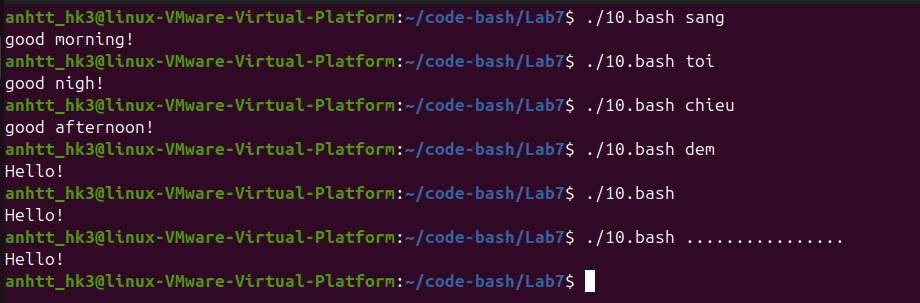 anhtt_hk3@linux-VMware-Virtual-Platform:~/code-bash/Lab7$ ./10.bash sang
good morning!
anhtt_hk3@linux-VMware-Virtual-Platform:~/code-bash/Lab7$ ./10.bash toi
good nigh!
anhtt_hk3@linux-VMware-Virtual-Platform:~/code-bash/Lab7$ ./10.bash chieu
good afternoon!
anhtt_hk3@linux-VMware-Virtual-Platform:~/code-bash/Lab7$ ./10.bash dem
Hello!
anhtt_hk3@linux-VMware-Virtual-Platform:~/code-bash/Lab7$ ./10.bash
Hello!
anhtt_hk3@linux-VMware-Virtual-Platform:~/code-bash/Lab7$ ./10.bash ................
Hello!
anhtt_hk3@linux-VMware-Virtual-Platform:~/code-bash/Lab7$